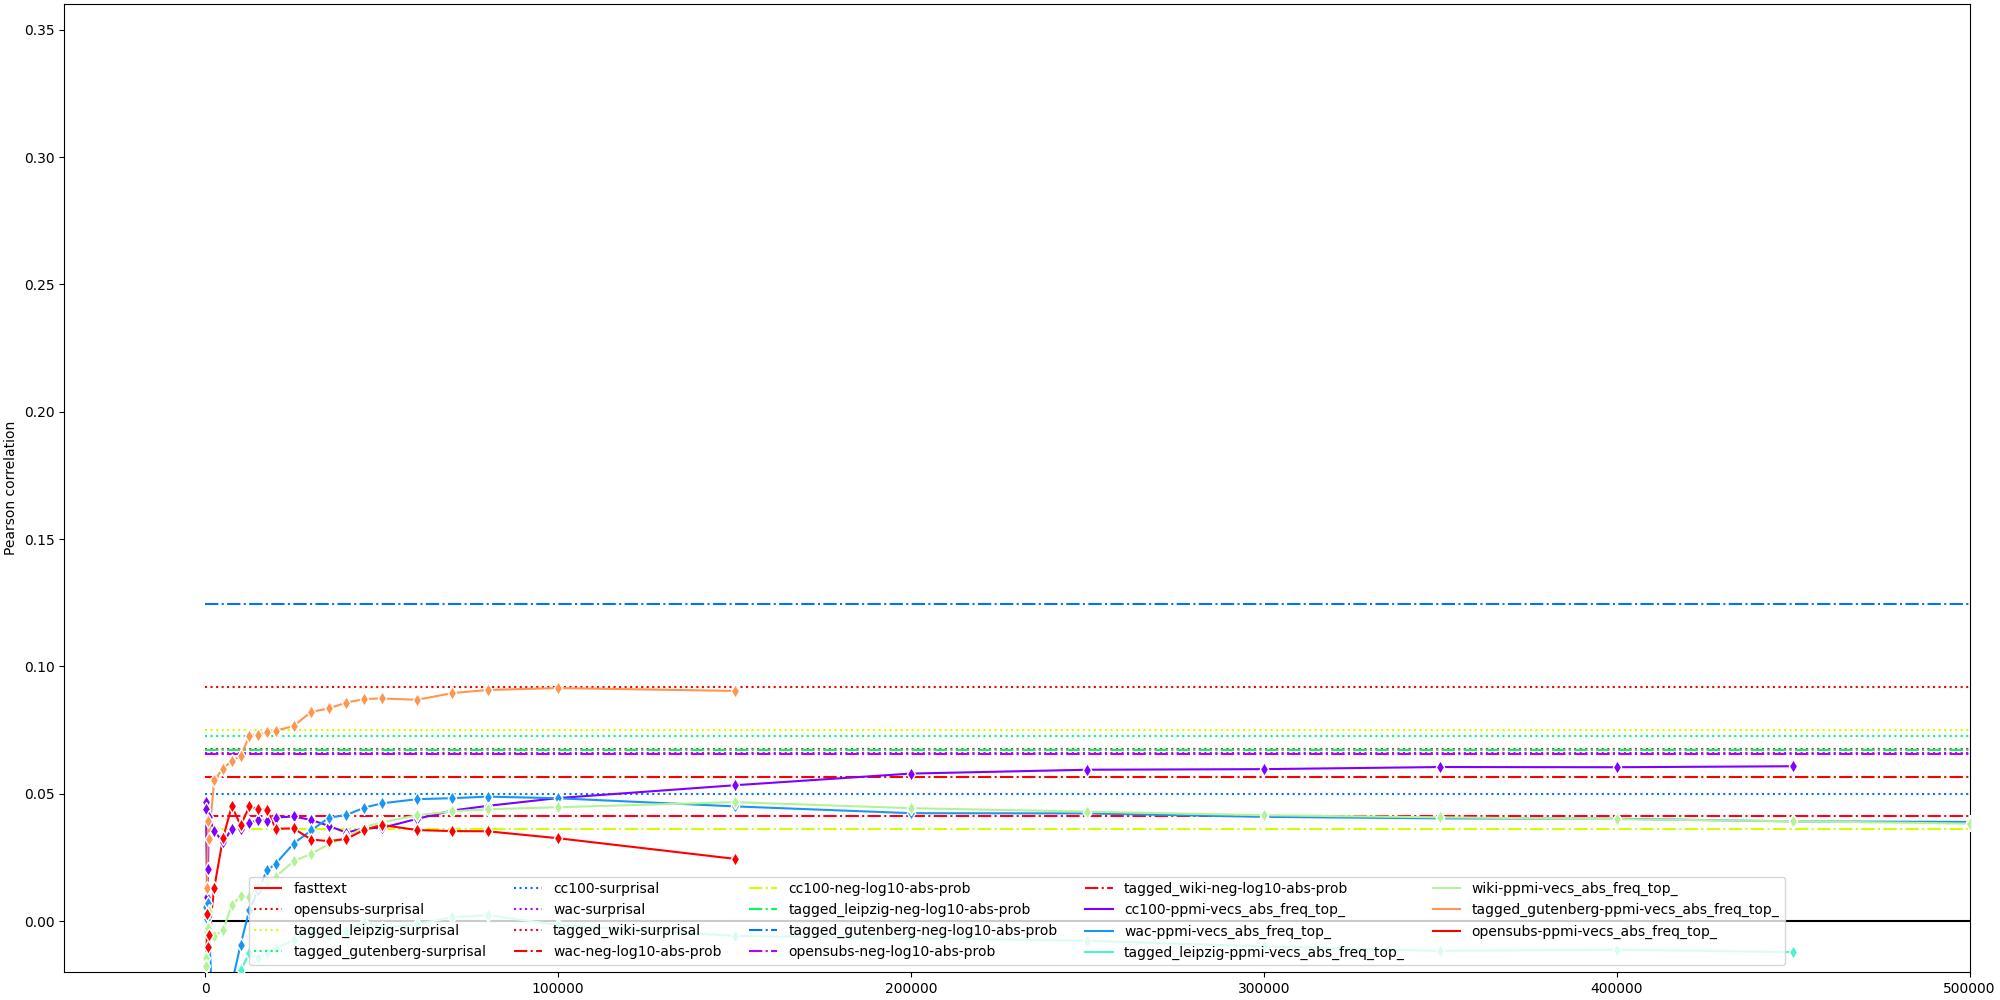 0.35
0.30
0.25
0.20
0.15
0.10
0.05
0.00
Pearson correlation
fasttext
opensubs-surprisal
tagged_leipzig-surprisal
tagged_gutenberg-surprisal
cc100-surprisal
wac-surprisal
tagged_wiki-surprisal
wac-neg-log10-abs-prob
cc100-neg-log10-abs-prob
tagged_leipzig-neg-log10-abs-prob
tagged_gutenberg-neg-log10-abs-prob
opensubs-neg-log10-abs-prob
tagged_wiki-neg-log10-abs-prob
cc100-ppmi-vecs_abs_freq_top_
wac-ppmi-vecs_abs_freq_top_
tagged_leipzig-ppmi-vecs_abs_freq_top_
wiki-ppmi-vecs_abs_freq_top_
tagged_gutenberg-ppmi-vecs_abs_freq_top_
opensubs-ppmi-vecs_abs_freq_top_
0 100000 200000 300000 400000 500000